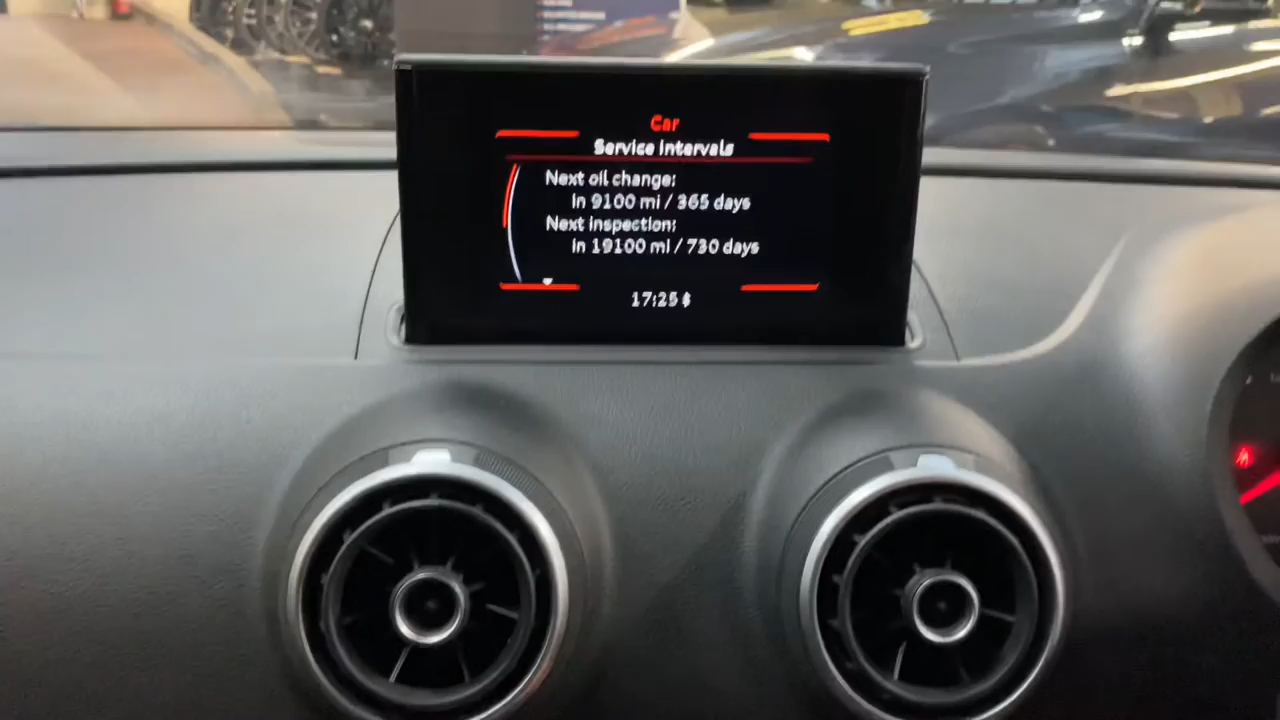 Car
Service intervals
Next oil change:
in 9100 mi / 365 days
Next inspection:
in 19100 mi / 730 days
17:25